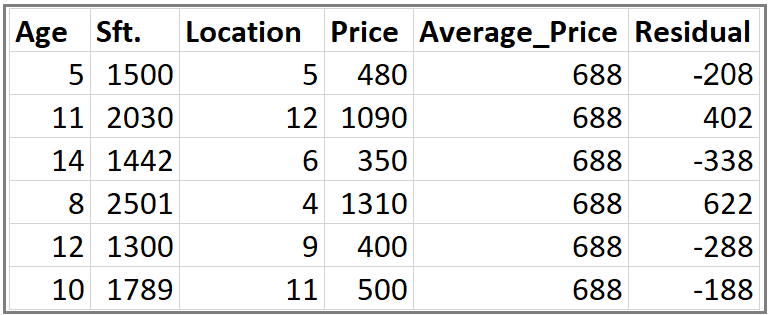 Age Sft. Location Price Average_Price Residual
5 1500 5 480 688 -208
11 2030 12 1090 688 402
14 1442 6 350 688 -338
8 2501 4 1310 688 622
12 1300 9 400 688 -288
10 1789 11 500 688 -188